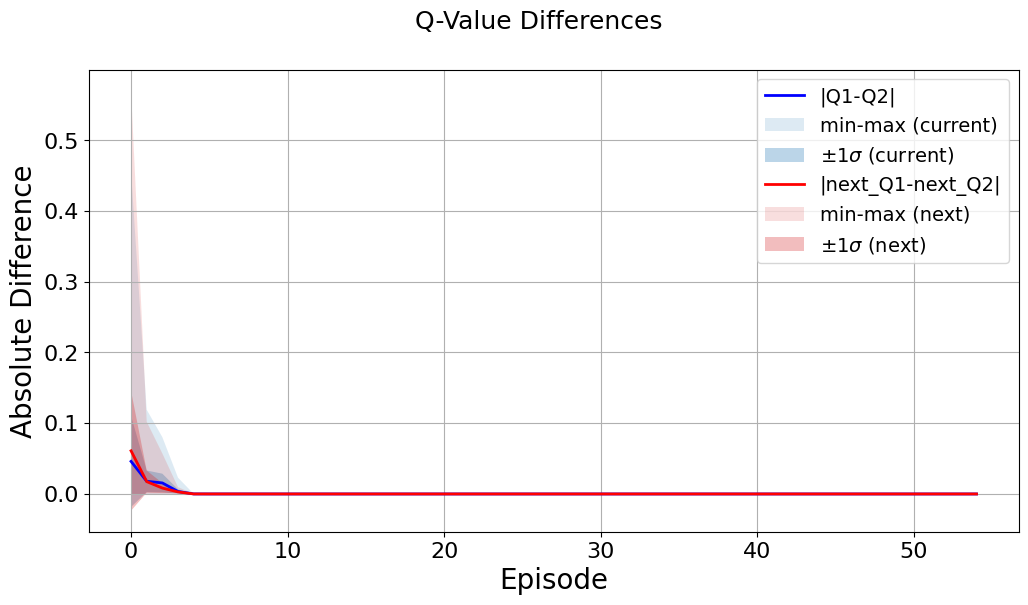 Q-Value Differences
Absolute Difference
0.5
0.4
0.3
0.2
0.1
0.0
|Q1-Q2|
min-max (current)
±1σ (current)
|next_Q1-next_Q2|
min-max (next)
±1σ (next)
0
10
20
30
40
50
Episode